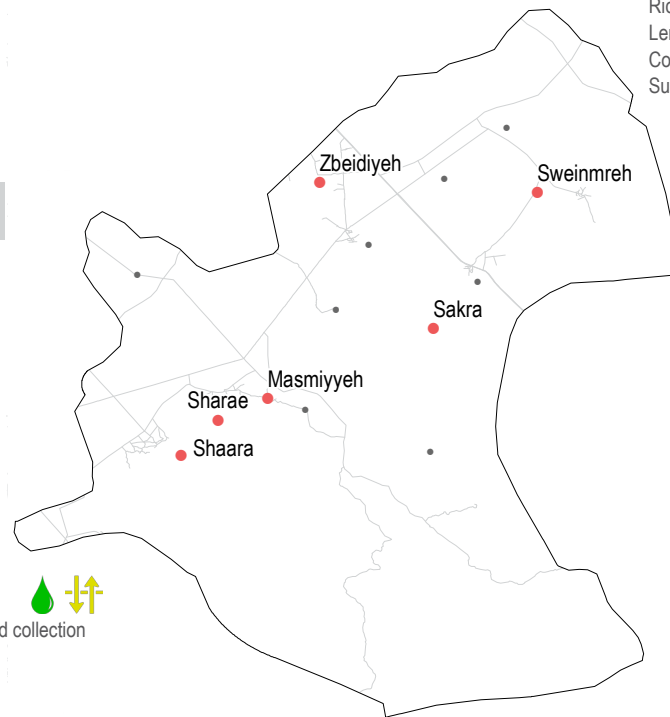 Zbeidiyeh
Sweinmreh
Sakra
Masmiyyeh
Sharae
Shaara
d collection